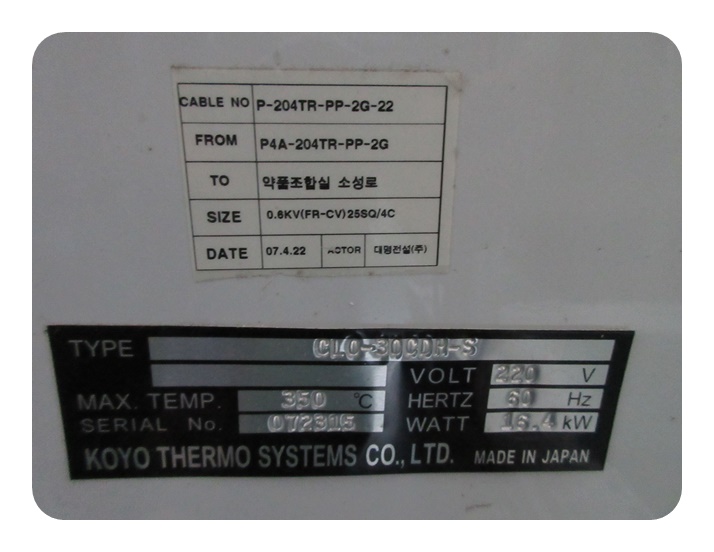 CABLE NO P-204TR-PP-2G-22
FROM P4A-204TR-PP-2G
TO 약품조합실 소성로
SIZE 0.6KV(FR-CV)25SQ/4C
DATE 07.4.22 대명전설(주)
TYPE CLO-30CDH-S
VOLT 220 V
MAX. TEMP. 350 °C HERTZ 60 Hz
SERIAL No. 072315 WATT 16.4 kW
KOYO THERMO SYSTEMS CO., LTD. MADE IN JAPAN